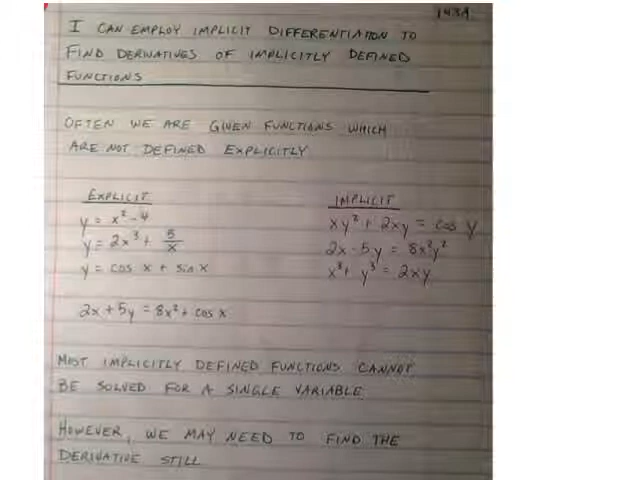 143A
I CAN EMPLOY IMPLICIT DIFFERENTIATION TO
FIND DERIVATIVES OF IMPLICITLY DEFINED
FUNCTIONS
OFTEN WE ARE GIVEN FUNCTIONS WHICH
ARE NOT DEFINED EXPLICITLY
EXPLICIT
y = x² - 4
y = 2x³ + 5/x
y = cos x + sin x
2x + 5y = 8x² + cos x
IMPLICIT
xy² + 2xy = cos y
2x - 5y = 8x²y²
x³ + y³ = 2xy
MOST IMPLICITLY DEFINED FUNCTIONS CANNOT
BE SOLVED FOR A SINGLE VARIABLE
HOWEVER, WE MAY NEED TO FIND THE
DERIVATIVE STILL